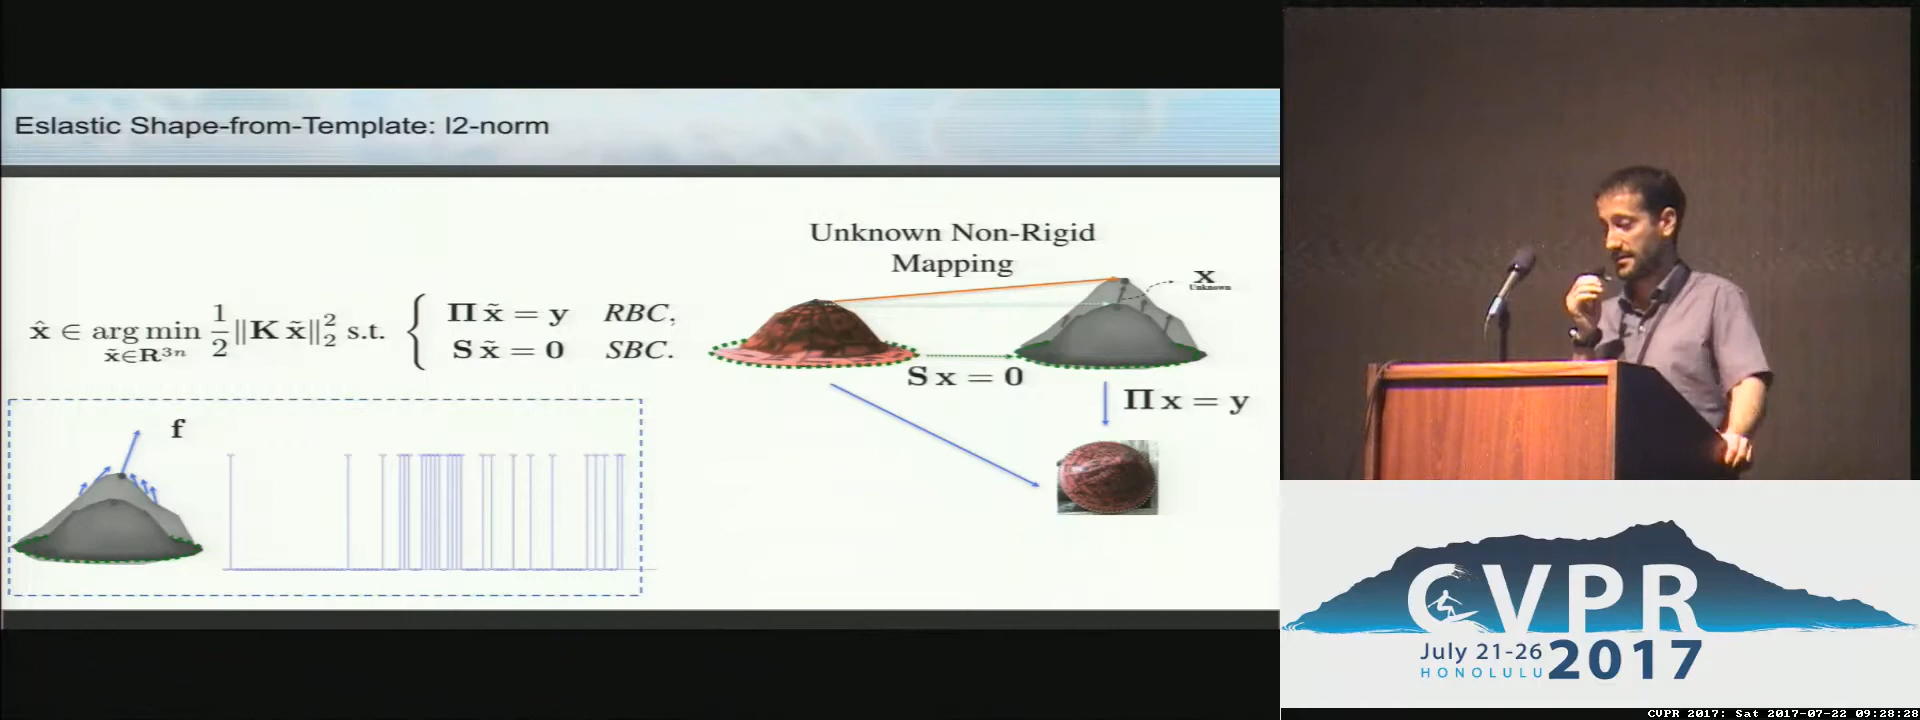 Eslastic Shape-from-Template: l2-norm
Unknown Non-Rigid
Mapping
x
Unknown
x̂ ∈ arg min 1/2 ‖K x̃‖₂² s.t. { Π x̃ = y RBC,
x̃∈R³ⁿ
S x̃ = 0 SBC.
S x = 0
Π x = y
f
CVPR
July 21-26
HONOLULU
2017
CVPR 2017: Sat 2017-07-22 09:28:28